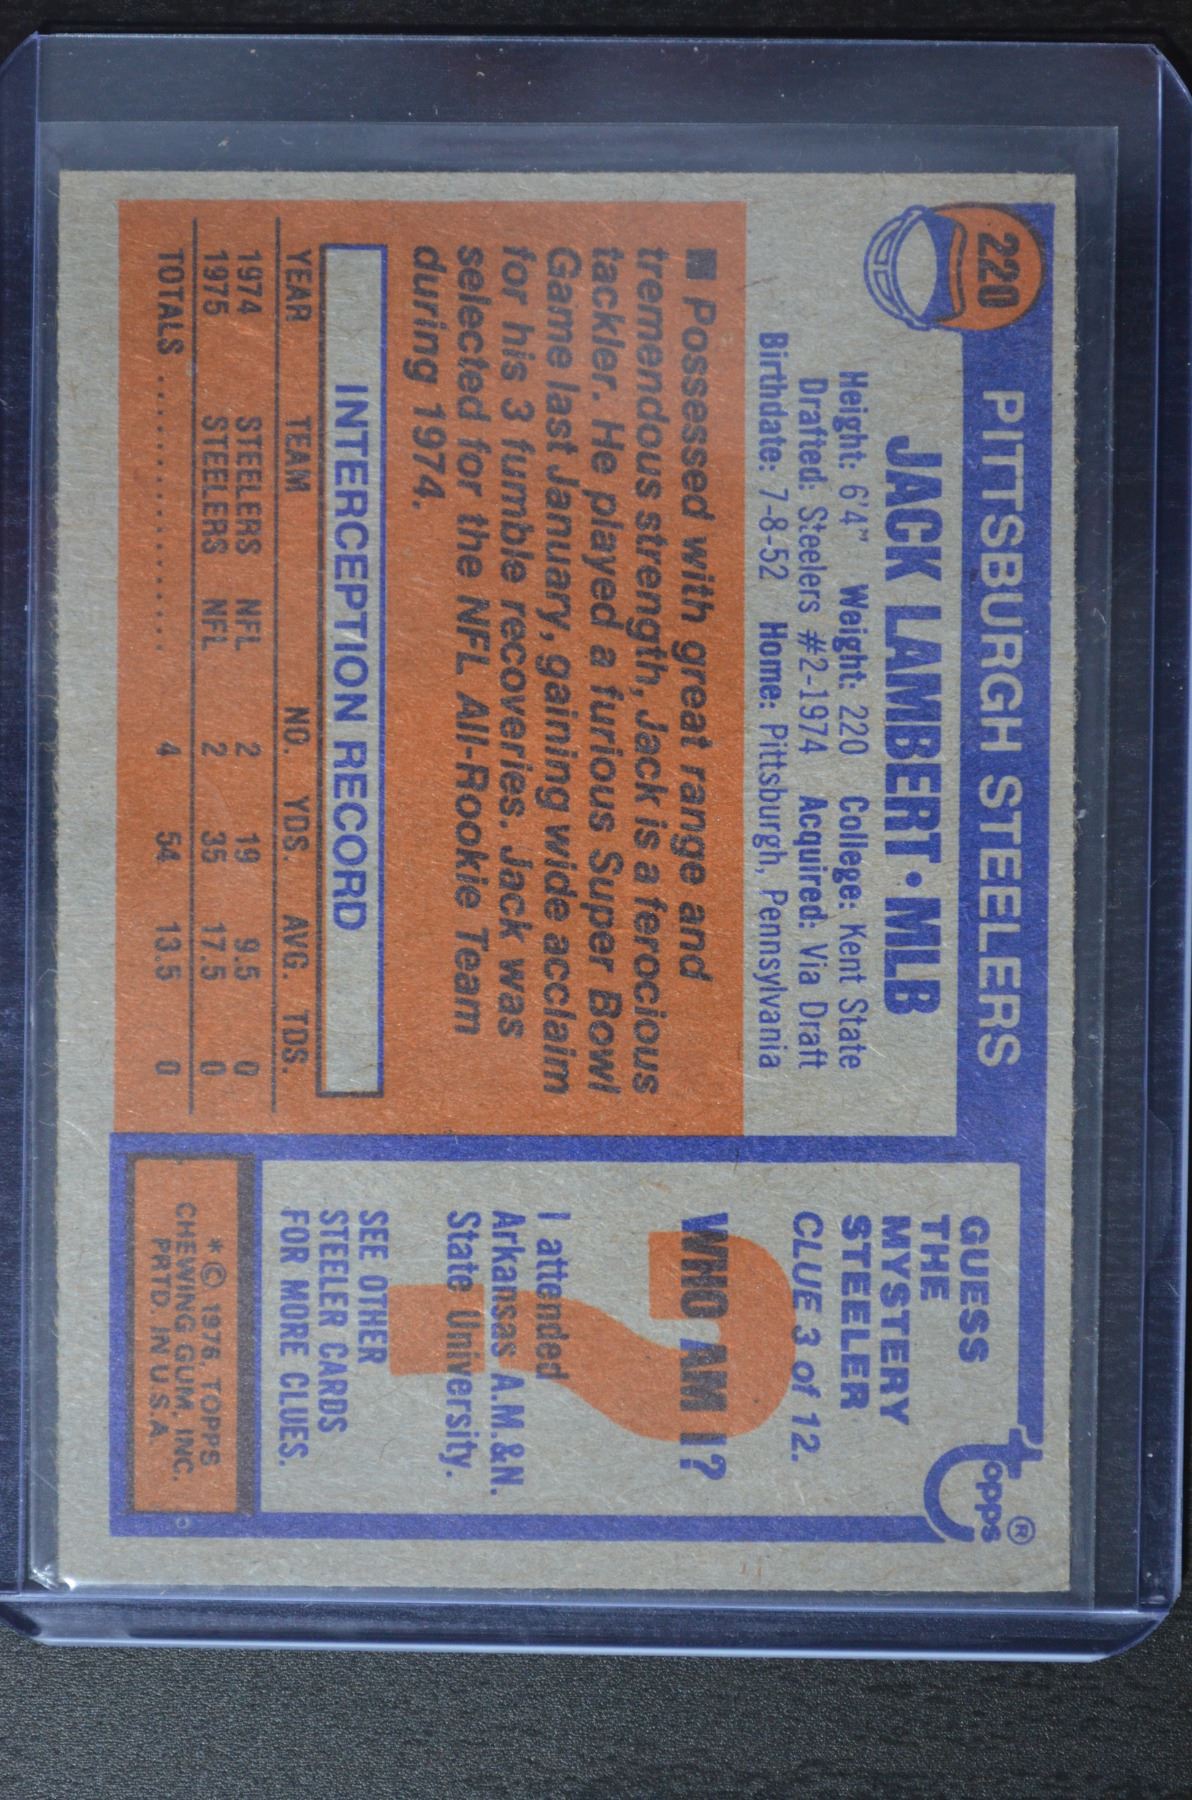 220
PITTSBURGH STEELERS
JACK LAMBERT • MLB
Height: 6'4" Weight: 220 College: Kent State
Drafted: Steelers #2-1974 Acquired: Via Draft
Birthdate: 7-8-52 Home: Pittsburgh, Pennsylvania
■ Possessed with great range and
tremendous strength, Jack is a ferocious
tackler. He played a furious Super Bowl
Game last January, gaining wide acclaim
for his 3 fumble recoveries. Jack was
selected for the NFL All-Rookie Team
during 1974.
INTERCEPTION RECORD
YEAR TEAM NO. YDS. AVG. TDS.
1974 STEELERS NFL 2 19 9.5 0
1975 STEELERS NFL 2 35 17.5 0
TOTALS .................... 4 54 13.5 0
topps®
GUESS
THE
MYSTERY
STEELER
CLUE 3 of 12.
WHO AM I?
I attended
Arkansas A.M.&N.
State University.
SEE OTHER
STEELER CARDS
FOR MORE CLUES.
* © 1976, TOPPS
CHEWING GUM, INC.
PRTD. IN U.S.A.